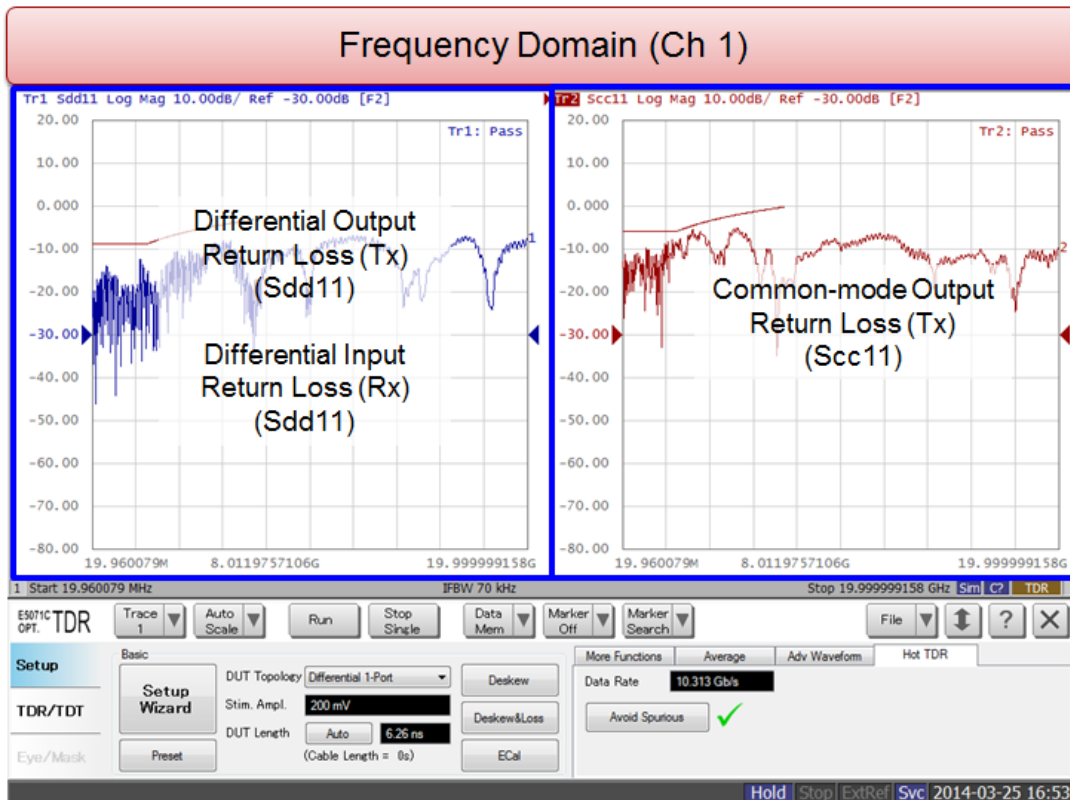 Frequency Domain (Ch 1)
Tr1 Sdd11 Log Mag 10.00dB/ Ref -30.00dB [F2]
Tr1: Pass
20.00
10.00
0.000
-10.00
-20.00
-30.00
-40.00
-50.00
-60.00
-70.00
-80.00
1
Differential Output
Return Loss (Tx)
(Sdd11)
Differential Input
Return Loss (Rx)
(Sdd11)
19.960079M 8.0119757106G 19.999999158G
Tr2 Scc11 Log Mag 10.00dB/ Ref -30.00dB [F2]
Tr2: Pass
20.00
10.00
0.000
-10.00
-20.00
-30.00
-40.00
-50.00
-60.00
-70.00
-80.00
2
Common-mode Output
Return Loss (Tx)
(Scc11)
19.960079M 8.0119757106G 19.999999158G
1 Start 19.960079 MHz IFBW 70 kHz Stop 19.999999158 GHz Sim C? TDR
E5071C OPT. TDR
Trace 1
Auto Scale
Run
Stop Single
Data Mem
Marker Off
Marker Search
File
?
Setup
TDR/TDT
Eye/Mask
Basic
Setup Wizard
Preset
DUT Topology Differential 1-Port
Stim. Ampl. 200 mV
DUT Length Auto 6.26 ns
(Cable Length = 0s)
Deskew
Deskew&Loss
ECal
More Functions Average Adv Waveform Hot TDR
Data Rate 10.313 Gb/s
Avoid Spurious
Hold Stop ExtRef Svc 2014-03-25 16:53